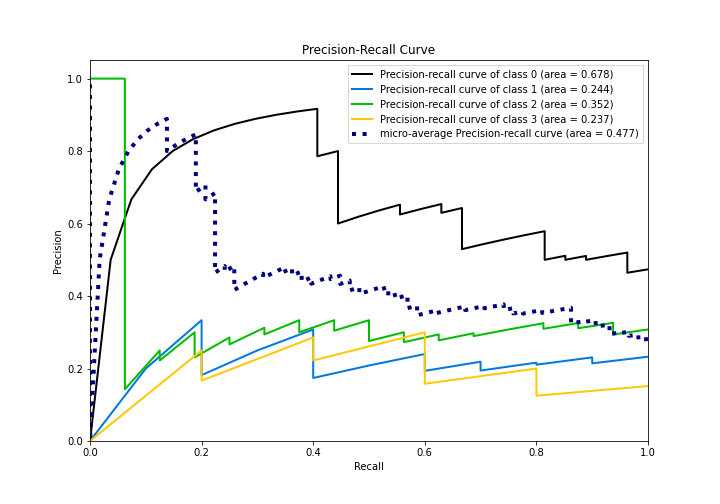 Precision-Recall Curve
Precision-recall curve of class 0 (area = 0.678)
Precision-recall curve of class 1 (area = 0.244)
Precision-recall curve of class 2 (area = 0.352)
Precision-recall curve of class 3 (area = 0.237)
micro-average Precision-recall curve (area = 0.477)
Precision
1.0
0.8
0.6
0.4
0.2
0.0
0.0 0.2 0.4 0.6 0.8 1.0
Recall